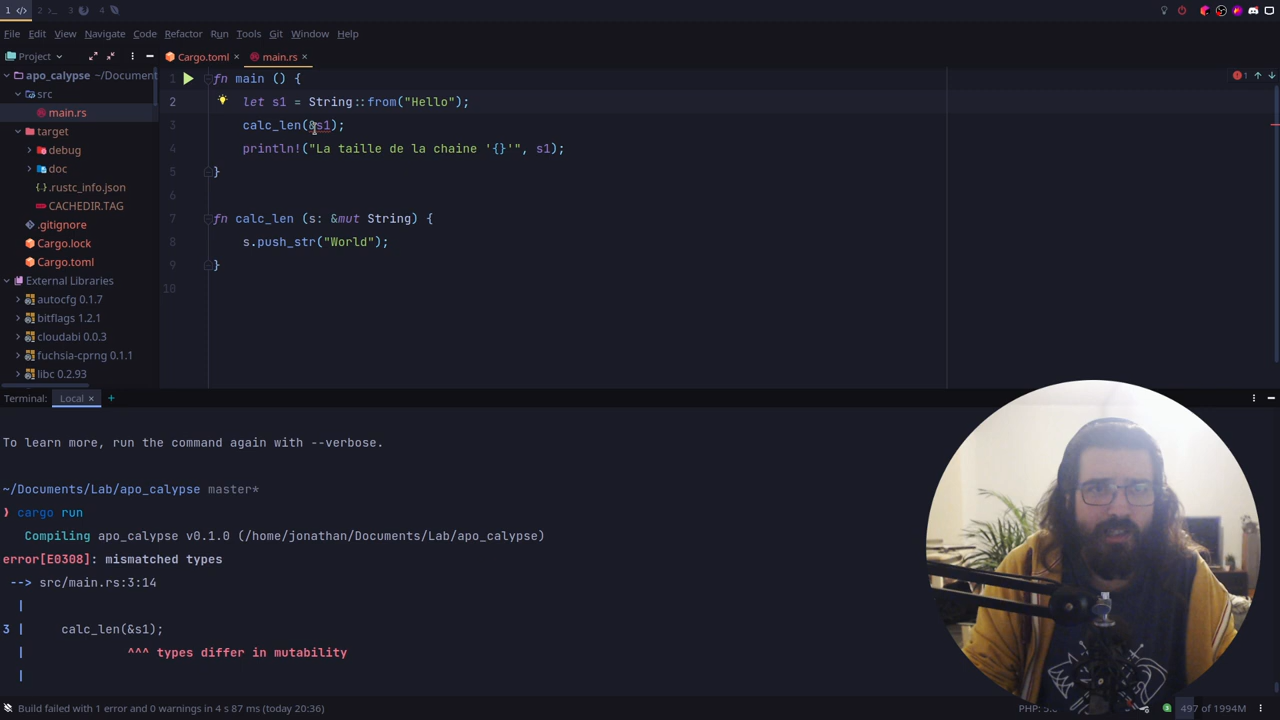 1 2 3 4
File Edit View Navigate Code Refactor Run Tools Git Window Help
Project Cargo.toml × main.rs ×
apo_calypse ~/Document
src
main.rs
target
debug
doc
.rustc_info.json
CACHEDIR.TAG
.gitignore
Cargo.lock
Cargo.toml
External Libraries
autocfg 0.1.7
bitflags 1.2.1
cloudabi 0.0.3
fuchsia-cprng 0.1.1
libc 0.2.93
1 fn main () {
2 let s1 = String::from("Hello");
3 calc_len(&s1);
4 println!("La taille de la chaine '{}'", s1);
5 }
6
7 fn calc_len (s: &mut String) {
8 s.push_str("World");
9 }
10
1
Terminal: Local × +
To learn more, run the command again with --verbose.
~/Documents/Lab/apo_calypse master*
❯ cargo run
Compiling apo_calypse v0.1.0 (/home/jonathan/Documents/Lab/apo_calypse)
error[E0308]: mismatched types
--> src/main.rs:3:14
|
3 | calc_len(&s1);
| ^^^ types differ in mutability
|
Build failed with 1 error and 0 warnings in 4 s 87 ms (today 20:36)
497 of 1994M